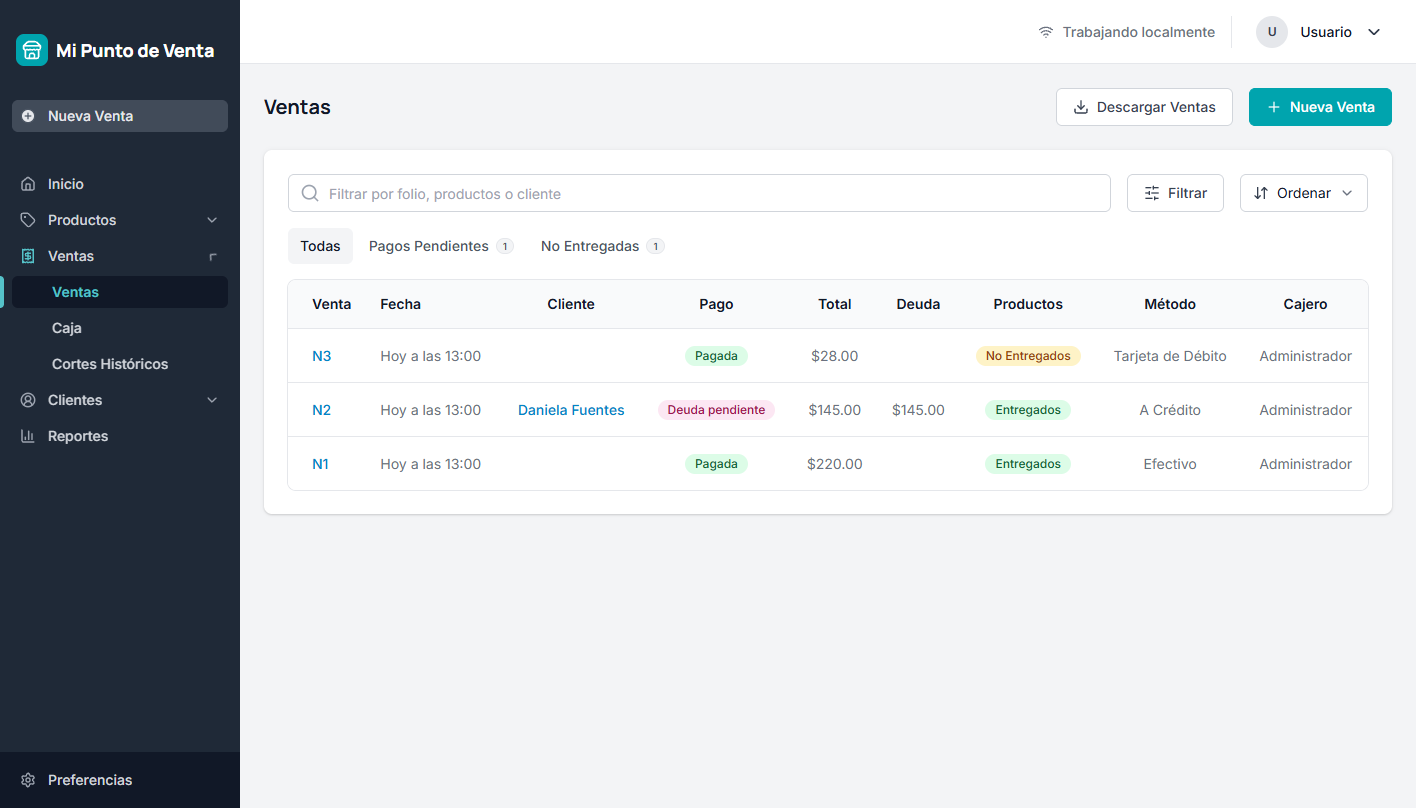 Mi Punto de Venta
Trabajando localmente
U
Usuario
Nueva Venta
Inicio
Productos
Ventas
Ventas
Caja
Cortes Históricos
Clientes
Reportes
Preferencias
Ventas
Descargar Ventas
Nueva Venta
Filtrar por folio, productos o cliente
Filtrar
Ordenar
Todas
Pagos Pendientes 1
No Entregadas 1
Venta Fecha Cliente Pago Total Deuda Productos Método Cajero
N3 Hoy a las 13:00 Pagada $28.00 No Entregados Tarjeta de Débito Administrador
N2 Hoy a las 13:00 Daniela Fuentes Deuda pendiente $145.00 $145.00 Entregados A Crédito Administrador
N1 Hoy a las 13:00 Pagada $220.00 Entregados Efectivo Administrador